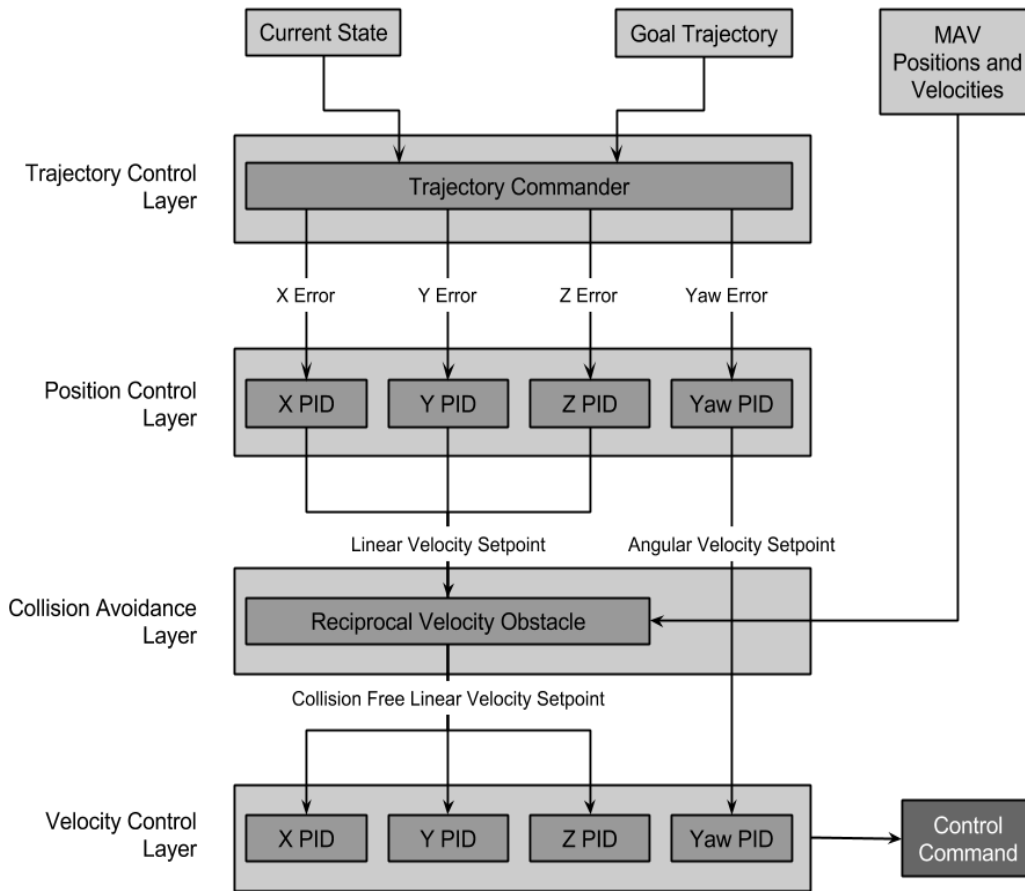 Current State
Goal Trajectory
MAV
Positions and
Velocities
Trajectory Control
Layer
Trajectory Commander
X Error
Y Error
Z Error
Yaw Error
Position Control
Layer
X PID
Y PID
Z PID
Yaw PID
Linear Velocity Setpoint
Angular Velocity Setpoint
Collision Avoidance
Layer
Reciprocal Velocity Obstacle
Collision Free Linear Velocity Setpoint
Velocity Control
Layer
X PID
Y PID
Z PID
Yaw PID
Control
Command